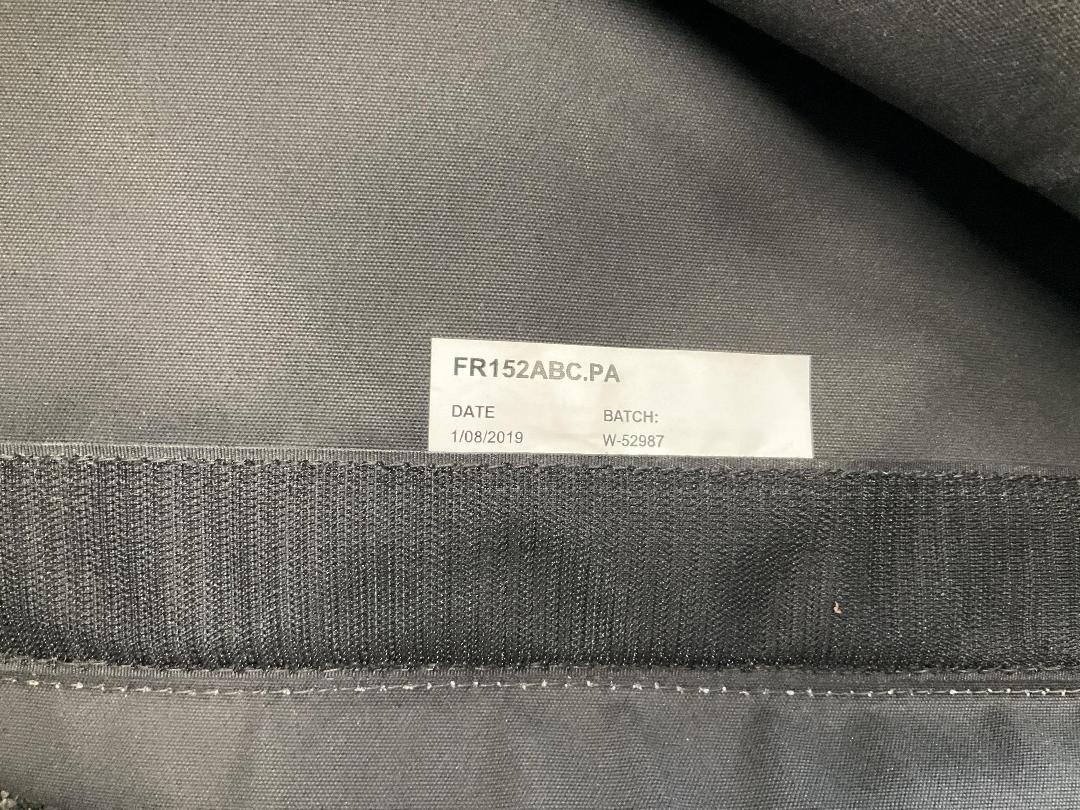 FR152ABC.PA
DATE BATCH:
1/08/2019 W-52987